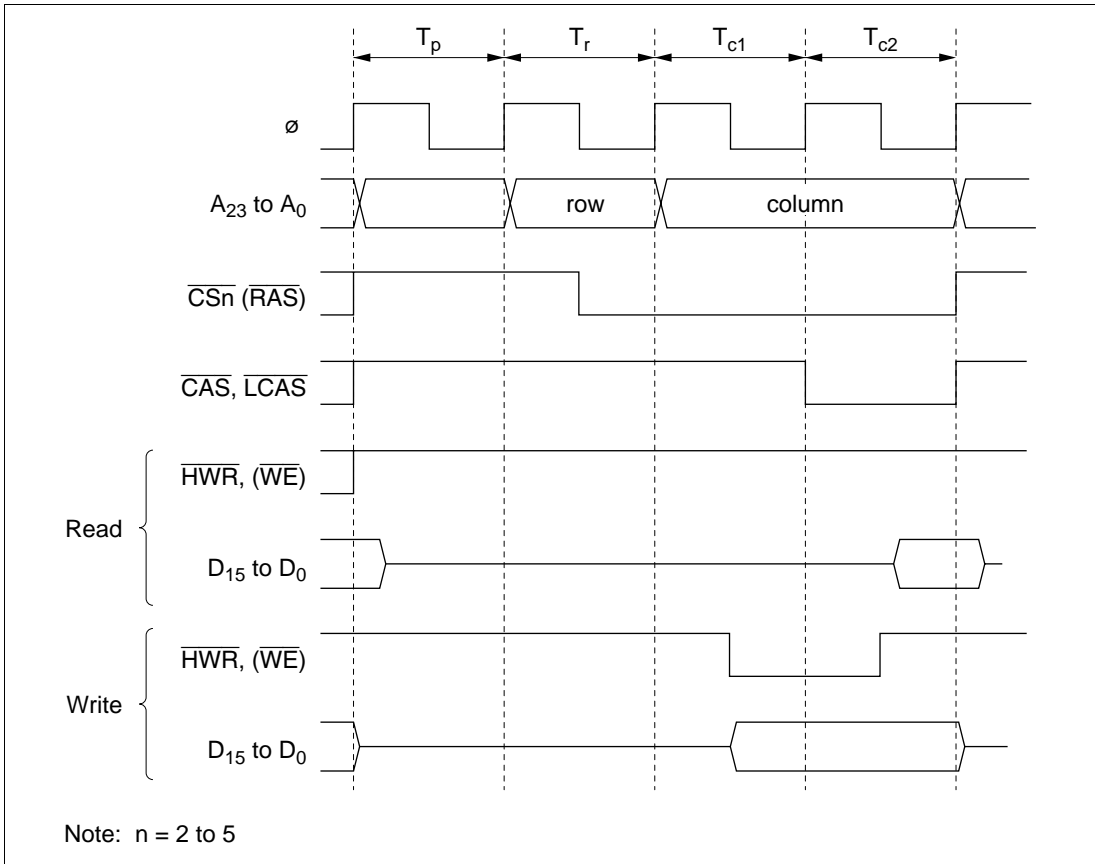 Tp Tr Tc1 Tc2
ø
A23 to A0 row column
CSn (RAS)
CAS, LCAS
HWR, (WE)
Read
D15 to D0
HWR, (WE)
Write
D15 to D0
Note: n = 2 to 5